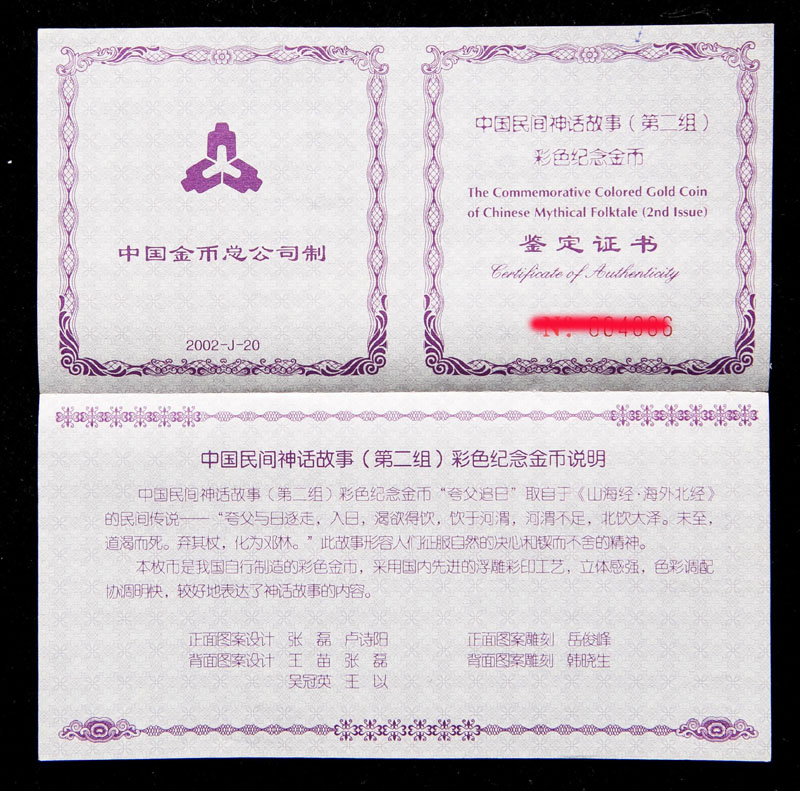 中国金币总公司制
2002-J-20
中国民间神话故事（第二组）
彩色纪念金币
The Commemorative Colored Gold Coin
of Chinese Mythical Folktale (2nd Issue)
鉴定证书
Certificate of Authenticity
中国民间神话故事（第二组）彩色纪念金币说明
中国民间神话故事（第二组）彩色纪念金币“夸父追日”取自于《山海经·海外北经》
的民间传说——“夸父与日逐走，入日，渴欲得饮，饮于河渭，河渭不足，北饮大泽。未至，
道渴而死。弃其杖，化为邓林。”此故事形容人们征服自然的决心和锲而不舍的精神。
本枚币是我国自行制造的彩色金币，采用国内先进的浮雕彩印工艺，立体感强，色彩调配
协调明快，较好地表达了神话故事的内容。
正面图案设计 张 磊 卢诗阳 正面图案雕刻 岳俊峰
背面图案设计 王 苗 张 磊 背面图案雕刻 韩晓生
吴冠英 王 以